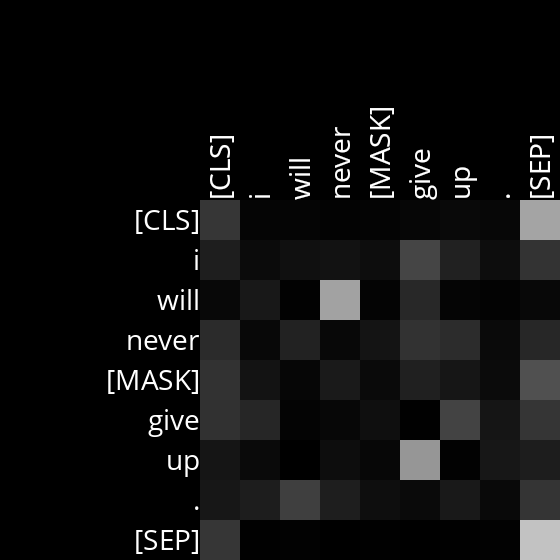 [CLS] i will never [MASK] give up . [SEP]
[CLS]
i
will
never
[MASK]
give
up
.
[SEP]